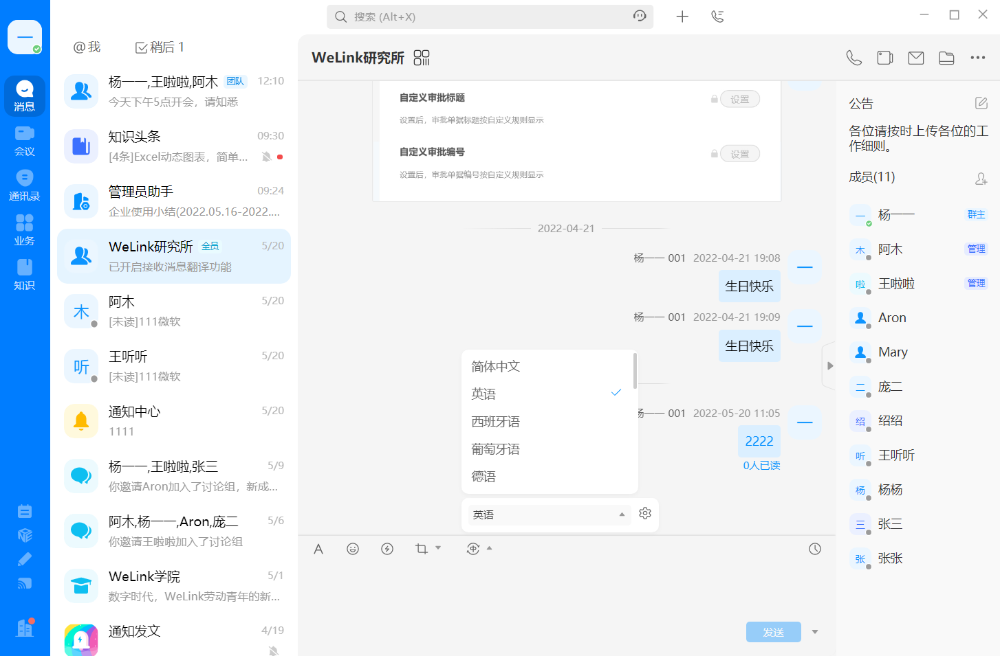 搜索 (Alt+X)
@我
稍后 1
消息
会议
通讯录
业务
知识
杨一一,王啦啦,阿木 团队 12:10
今天下午5点开会，请知悉
知识头条 09:30
[4条]Excel动态图表，简单...
管理员助手 09:24
企业使用小结(2022.05.16-2022....
WeLink研究所 全员 5/20
已开启接收消息翻译功能
木
阿木 5/20
[未读]111微软
听
王听听 5/20
[未读]111微软
通知中心 5/20
1111
杨一一,王啦啦,张三 5/9
你邀请Aron加入了讨论组，新成...
阿木,杨一一,Aron,庞二 5/6
你邀请王啦啦加入了讨论组
WeLink学院 5/1
数字时代，WeLink劳动青年的新...
通知发文 4/19
WeLink研究所
自定义审批标题
设置
设置后，审批单据标题按自定义规则显示
自定义审批编号
设置
设置后，审批单据编号按自定义规则显示
2022-04-21
杨一一 001 2022-04-21 19:08
一
生日快乐
杨一一 001 2022-04-21 19:09
一
生日快乐
杨一一 001 2022-05-20 11:05
一
2222
0人已读
简体中文
英语
西班牙语
葡萄牙语
德语
英语
发送
公告
各位请按时上传各位的工
作细则。
成员(11)
一 杨一一 群主
木 阿木 管理
啦 王啦啦 管理
Aron
Mary
二 庞二
绍 绍绍
听 王听听
杨 杨杨
三 张三
张 张张